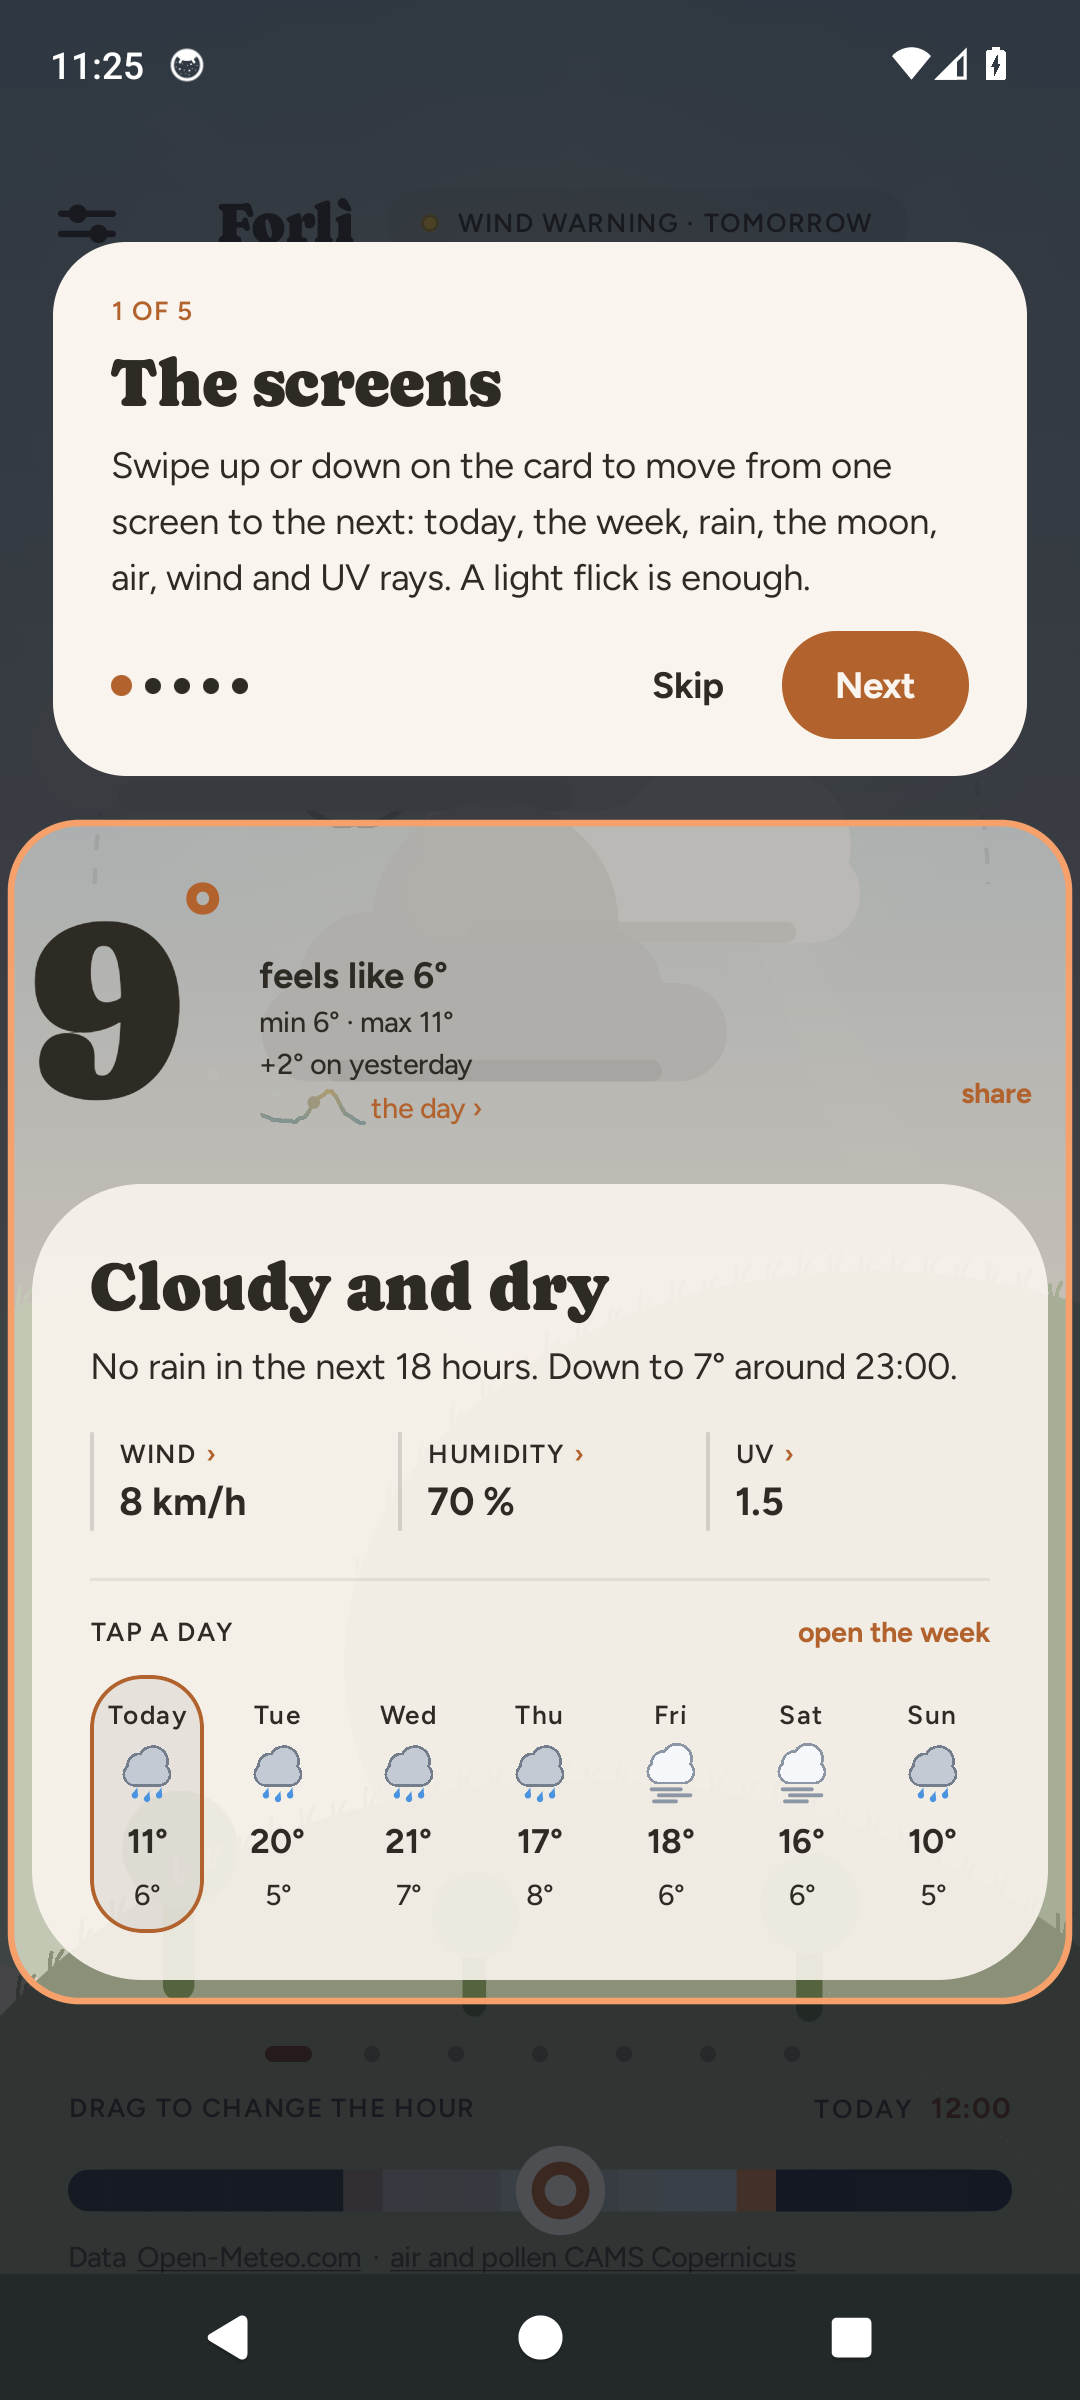 11:25
Forlì
WIND WARNING · TOMORROW
1 OF 5
The screens
Swipe up or down on the card to move from one
screen to the next: today, the week, rain, the moon,
air, wind and UV rays. A light flick is enough.
Skip
Next
9°
feels like 6°
min 6° · max 11°
+2° on yesterday
the day ›
share
Cloudy and dry
No rain in the next 18 hours. Down to 7° around 23:00.
WIND › HUMIDITY › UV ›
8 km/h 70 % 1.5
TAP A DAY open the week
Today Tue Wed Thu Fri Sat Sun
11° 20° 21° 17° 18° 16° 10°
6° 5° 7° 8° 6° 6° 5°
DRAG TO CHANGE THE HOUR TODAY 12:00
Data Open-Meteo.com · air and pollen CAMS Copernicus